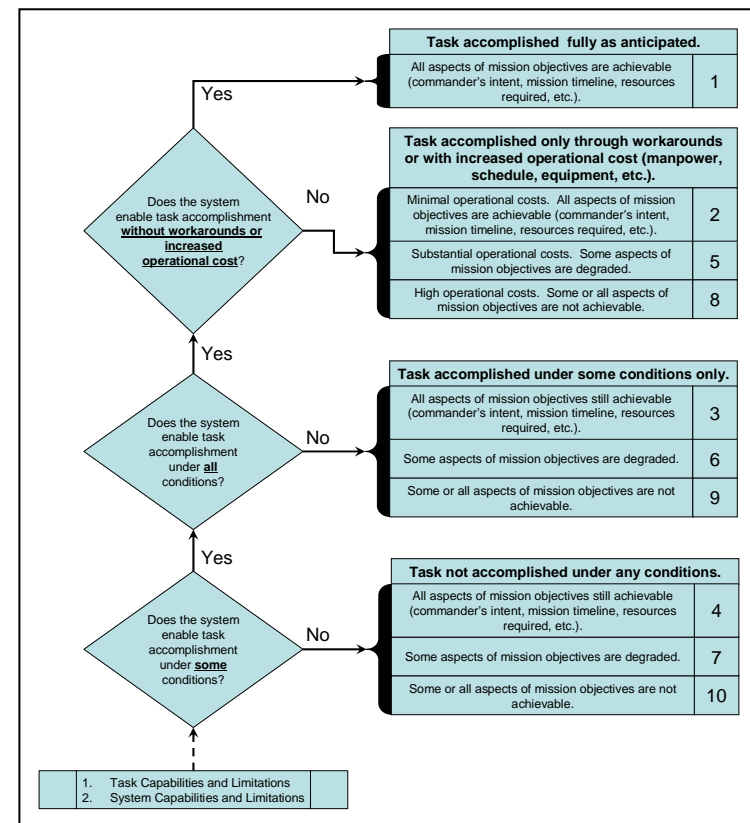 Task accomplished  fully as anticipated.
All aspects of mission objectives are achievable
(commander's intent, mission timeline, resources
required, etc.).
1
Yes
Task accomplished only through workarounds
or with increased operational cost (manpower,
schedule, equipment, etc.).
Does the system
enable task accomplishment
without workarounds or
increased
operational cost?
No
Minimal operational costs.  All aspects of mission
objectives are achievable (commander's intent,
mission timeline, resources required, etc.).
2
Substantial operational costs.  Some aspects of
mission objectives are degraded.
5
High operational costs.  Some or all aspects of
mission objectives are not achievable.
8
Yes
Task accomplished under some conditions only.
Does the system
enable task
accomplishment
under all
conditions?
No
All aspects of mission objectives still achievable
(commander's intent, mission timeline, resources
required, etc.).
3
Some aspects of mission objectives are degraded.
6
Some or all aspects of mission objectives are not
achievable.
9
Yes
Task not accomplished under any conditions.
Does the system
enable task
accomplishment
under some
conditions?
No
All aspects of mission objectives still achievable
(commander's intent, mission timeline, resources
required, etc.).
4
Some aspects of mission objectives are degraded.
7
Some or all aspects of mission objectives are not
achievable.
10
1. Task Capabilities and Limitations
2. System Capabilities and Limitations